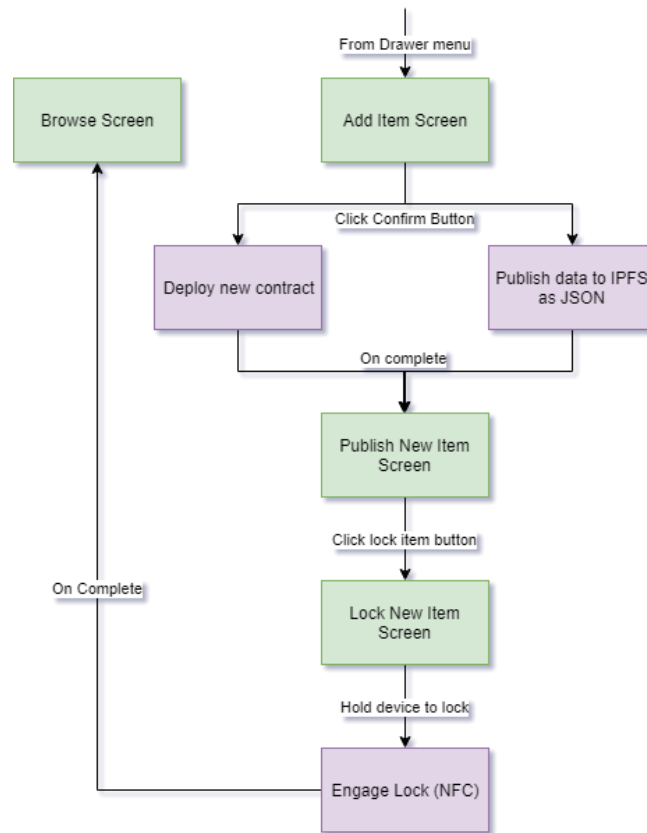 From Drawer menu
Browse Screen
Add Item Screen
Click Confirm Button
Deploy new contract
Publish data to IPFS
as JSON
On complete
Publish New Item
Screen
Click lock item button
On Complete
Lock New Item
Screen
Hold device to lock
Engage Lock (NFC)